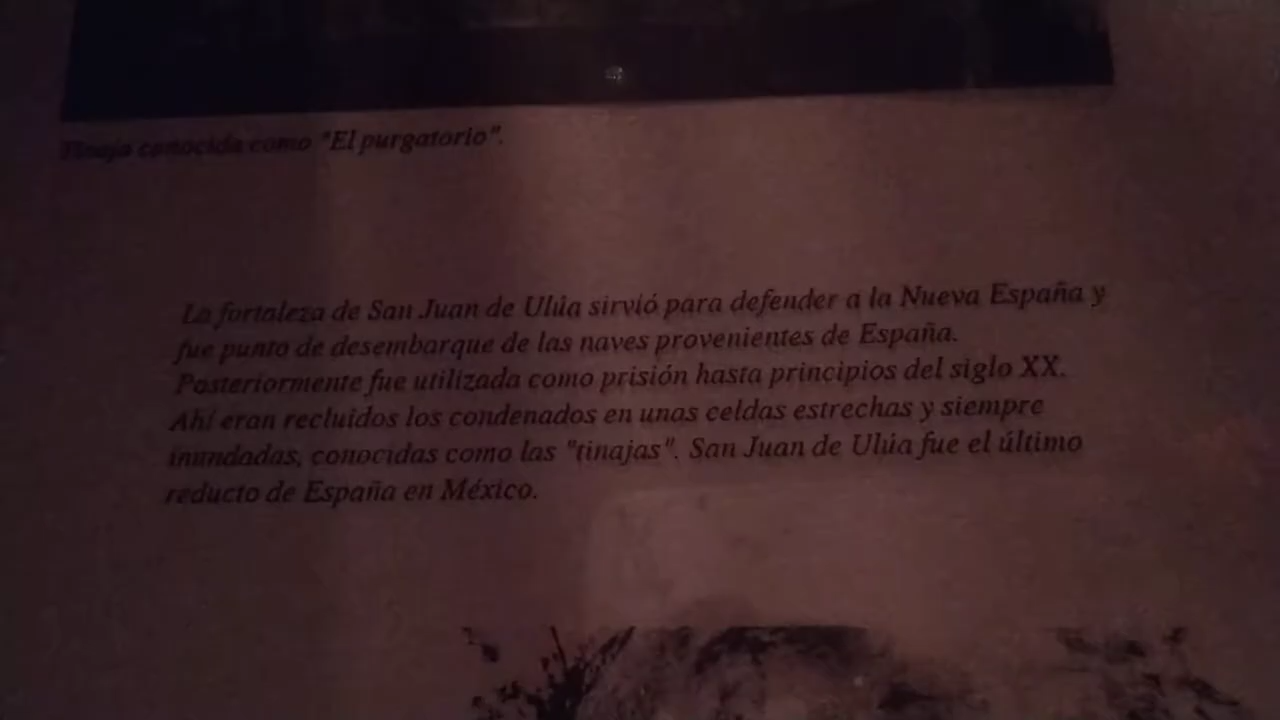 Tinaja conocida como "El purgatorio".
La fortaleza de San Juan de Ulúa sirvió para defender a la Nueva España y
fue punto de desembarque de las naves provenientes de España.
Posteriormente fue utilizada como prisión hasta principios del siglo XX.
Ahí eran recluidos los condenados en unas celdas estrechas y siempre
inundadas, conocidas como las "tinajas". San Juan de Ulúa fue el último
reducto de España en México.